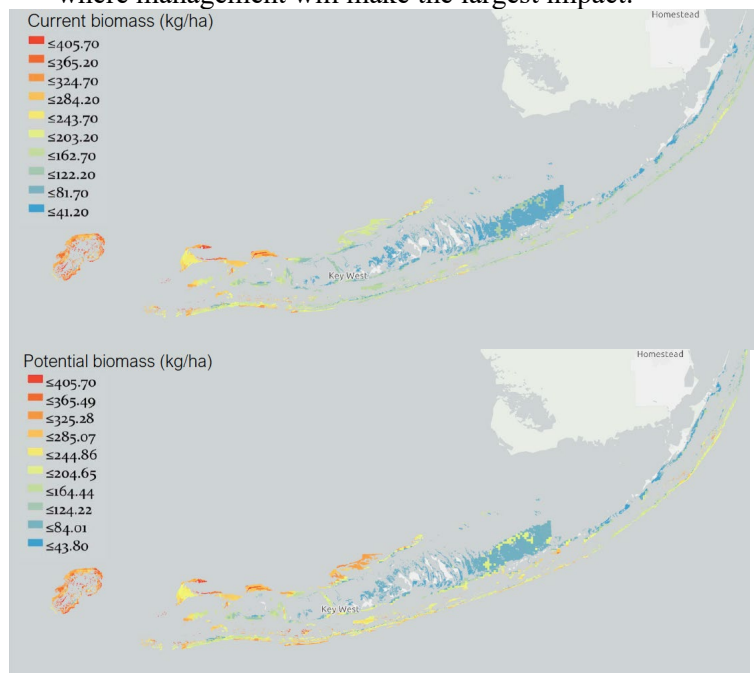 where management will make the largest impact.
Current biomass (kg/ha)
≤405.70
≤365.20
≤324.70
≤284.20
≤243.70
≤203.20
≤162.70
≤122.20
≤81.70
≤41.20
Homestead
Key West
Potential biomass (kg/ha)
≤405.70
≤365.49
≤325.28
≤285.07
≤244.86
≤204.65
≤164.44
≤124.22
≤84.01
≤43.80
Homestead
Key West